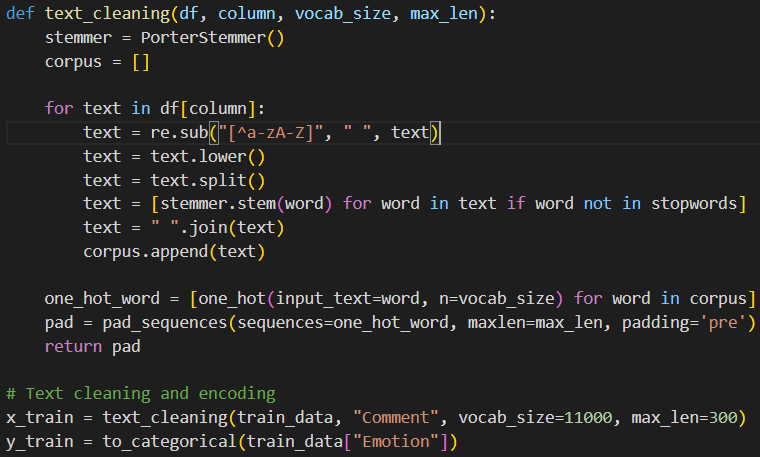 def text_cleaning(df, column, vocab_size, max_len):
    stemmer = PorterStemmer()
    corpus = []

    for text in df[column]:
        text = re.sub("[^a-zA-Z]", " ", text)
        text = text.lower()
        text = text.split()
        text = [stemmer.stem(word) for word in text if word not in stopwords]
        text = " ".join(text)
        corpus.append(text)

    one_hot_word = [one_hot(input_text=word, n=vocab_size) for word in corpus]
    pad = pad_sequences(sequences=one_hot_word, maxlen=max_len, padding='pre')
    return pad

# Text cleaning and encoding
x_train = text_cleaning(train_data, "Comment", vocab_size=11000, max_len=300)
y_train = to_categorical(train_data["Emotion"])